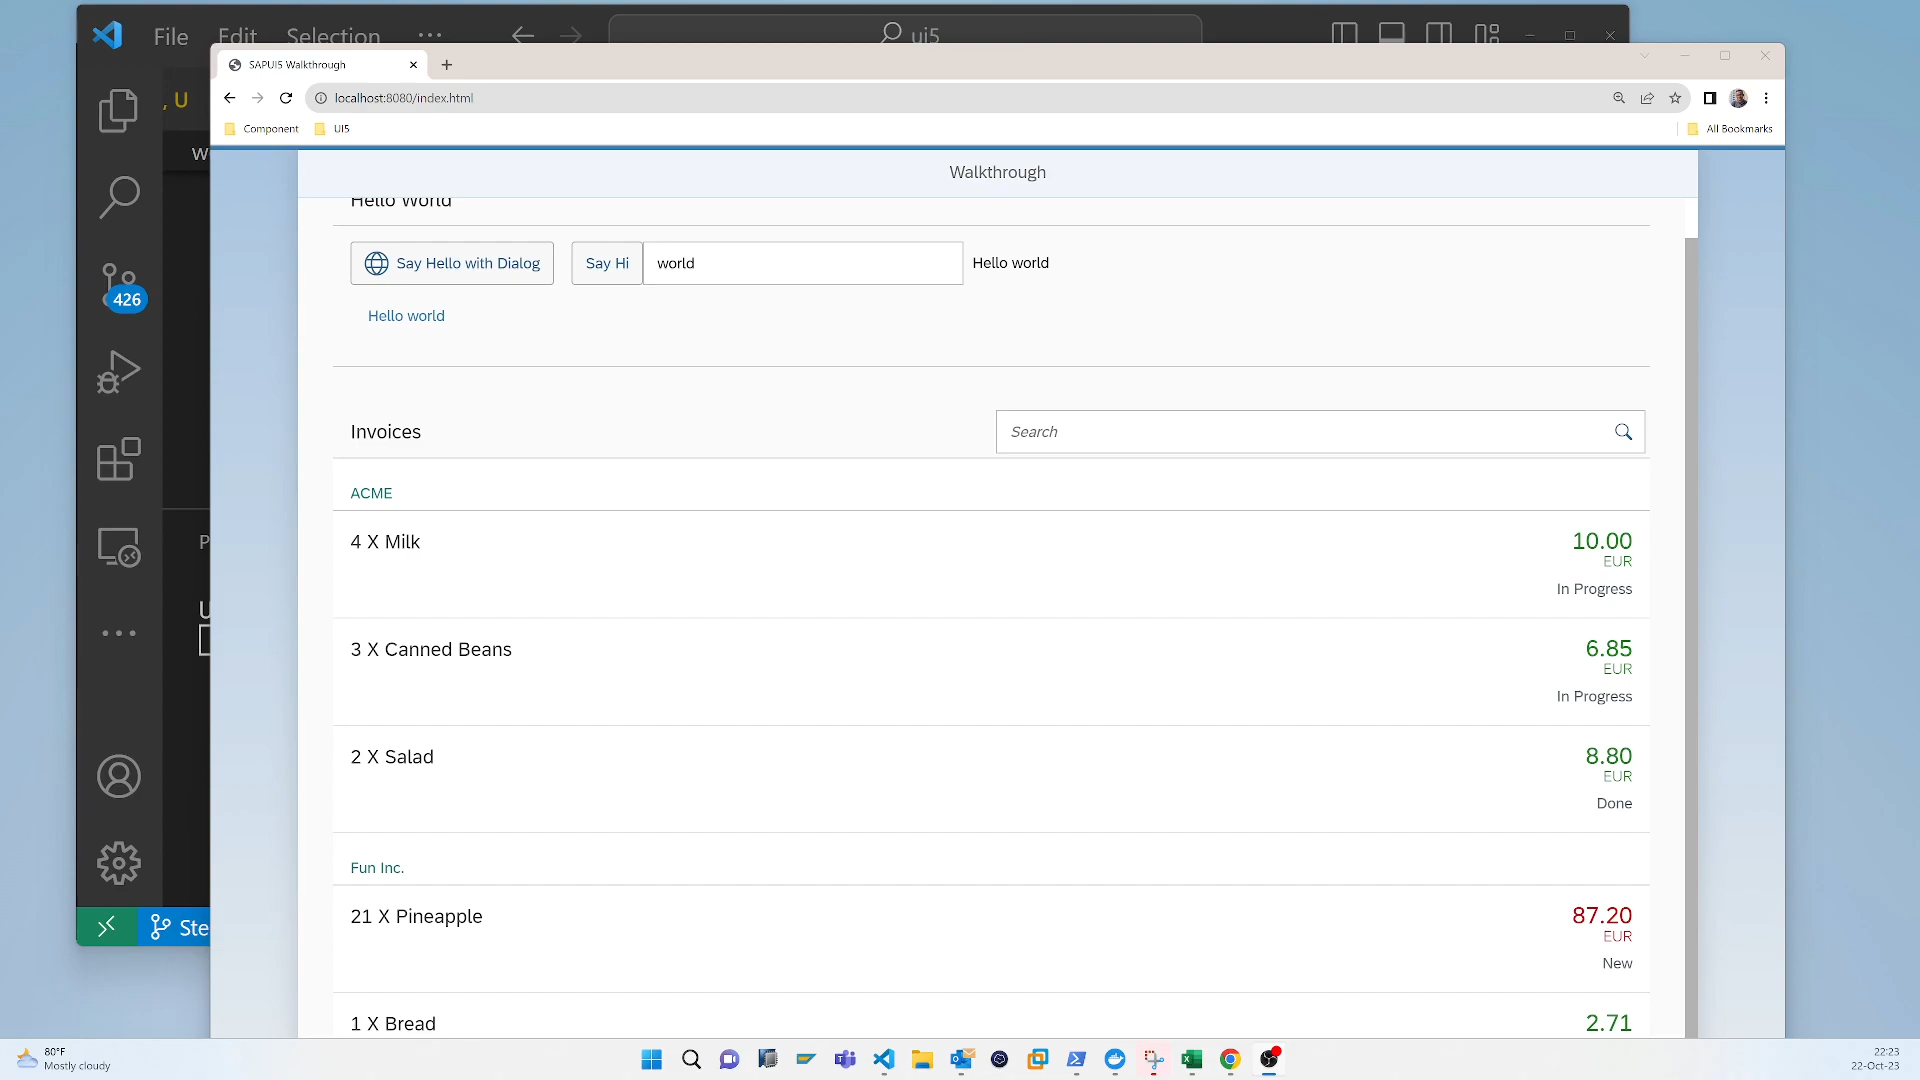 File Edit Selection ... ui5
SAPUI5 Walkthrough
localhost:8080/index.html
Component UI5 All Bookmarks
, U
W
Walkthrough
Hello World
Say Hello with Dialog Say Hi world Hello world
Hello world
426
Invoices Search
ACME
4 X Milk 10.00
EUR
In Progress
P
3 X Canned Beans 6.85
EUR
In Progress
U
2 X Salad 8.80
EUR
Done
Fun Inc.
21 X Pineapple 87.20
EUR
New
Ste
1 X Bread 2.71
80°F
Mostly cloudy
22:23
22-Oct-23